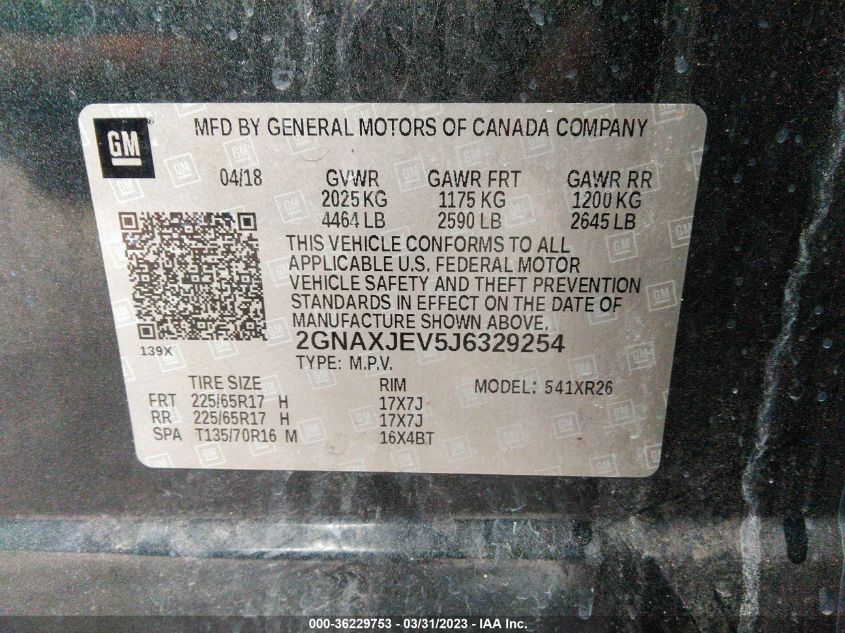 GM
MFD BY GENERAL MOTORS OF CANADA COMPANY
04/18 GVWR GAWR FRT GAWR RR
2025 KG 1175 KG 1200 KG
4464 LB 2590 LB 2645 LB
THIS VEHICLE CONFORMS TO ALL
APPLICABLE U.S. FEDERAL MOTOR
VEHICLE SAFETY AND THEFT PREVENTION
STANDARDS IN EFFECT ON THE DATE OF
MANUFACTURE SHOWN ABOVE.
139X 2GNAXJEV5J6329254
TYPE: M.P.V.
TIRE SIZE RIM MODEL: 541XR26
FRT 225/65R17 H 17X7J
RR 225/65R17 H 17X7J
SPA T135/70R16 M 16X4BT
000-36229753 - 03/31/2023 - IAA Inc.